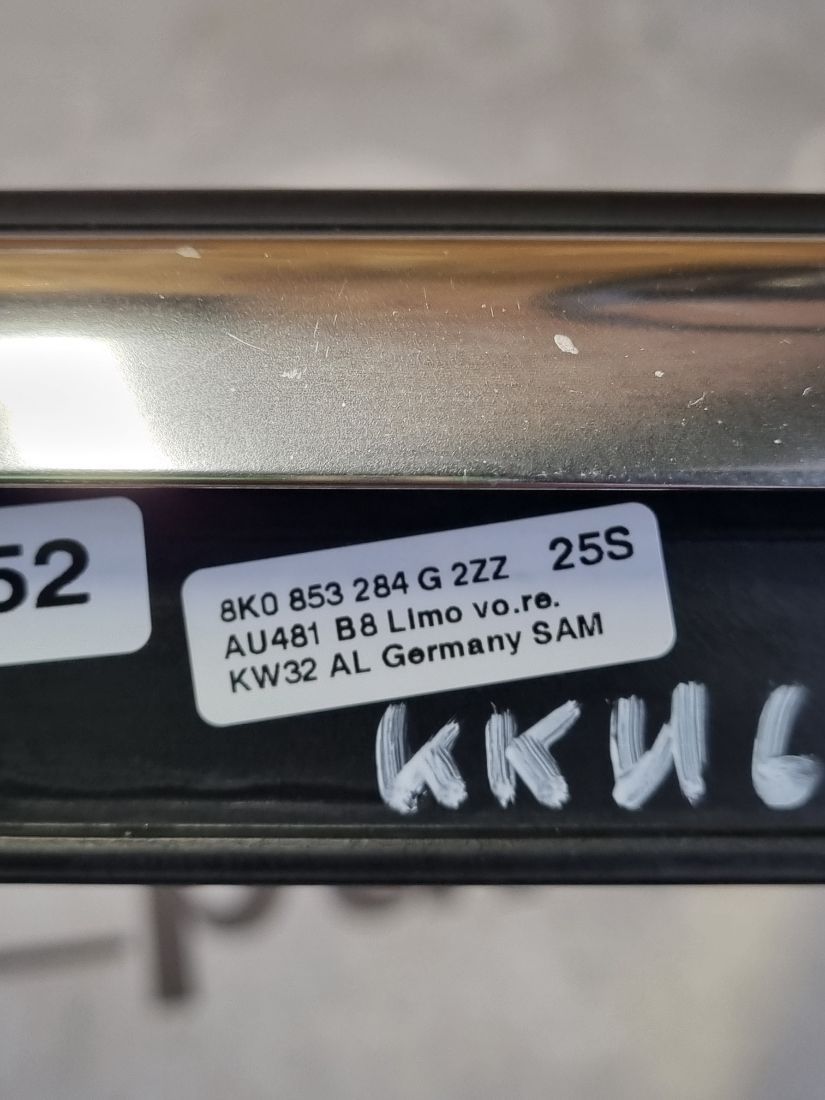 52
8K0 853 284 G 2ZZ 25S
AU481 B8 Limo vo.re.
KW32 AL Germany SAM